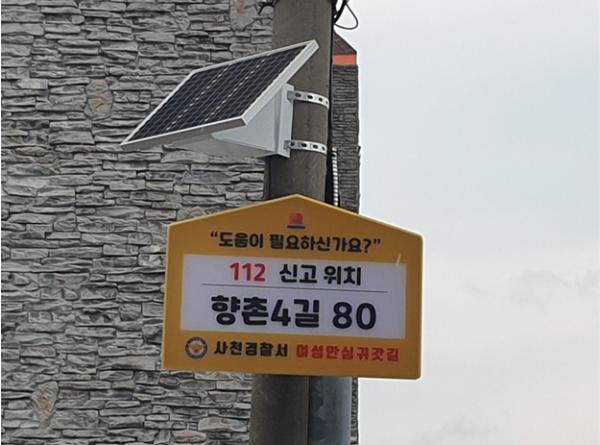 “도움이 필요하신가요?”
112 신고 위치
향촌4길 80
사천경찰서 여성안심귀갓길